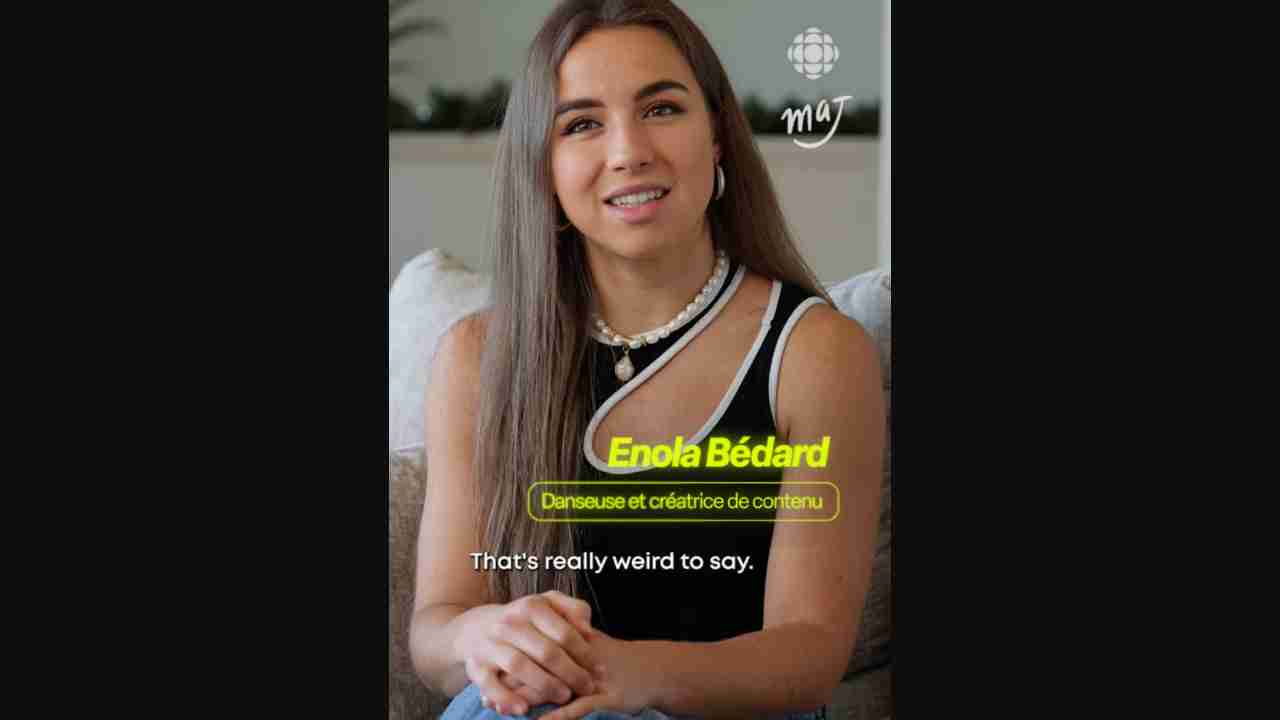 maj
Enola Bédard
Danseuse et créatrice de contenu
That's really weird to say.